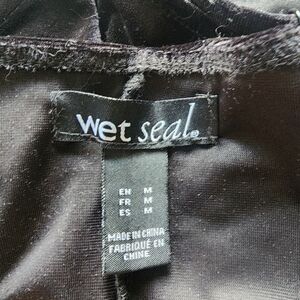 wet seal.
EN M
FR M
ES M
MADE IN CHINA
FABRIQUÉ EN
CHINE